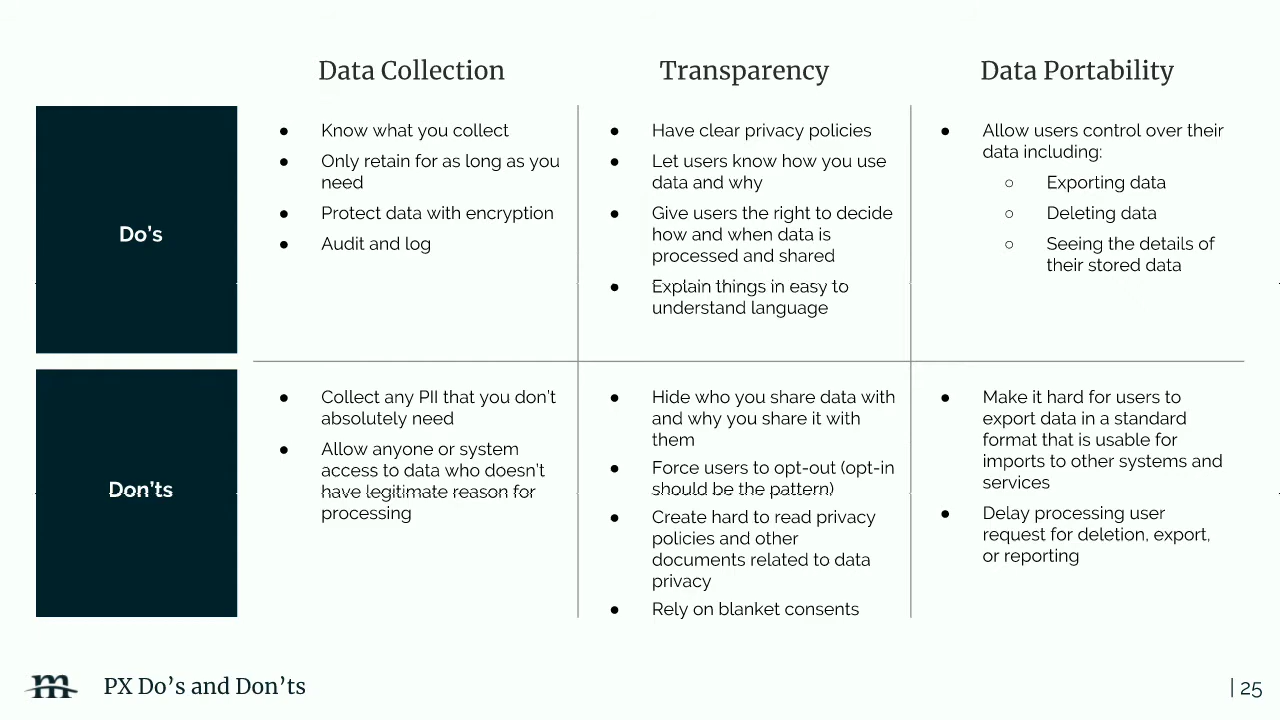 Data Collection
Transparency
Data Portability
Do's
● Know what you collect
● Only retain for as long as you
need
● Protect data with encryption
● Audit and log
● Have clear privacy policies
● Let users know how you use
data and why
● Give users the right to decide
how and when data is
processed and shared
● Explain things in easy to
understand language
● Allow users control over their
data including:
○ Exporting data
○ Deleting data
○ Seeing the details of
their stored data
Don'ts
● Collect any PII that you don't
absolutely need
● Allow anyone or system
access to data who doesn't
have legitimate reason for
processing
● Hide who you share data with
and why you share it with
them
● Force users to opt-out (opt-in
should be the pattern)
● Create hard to read privacy
policies and other
documents related to data
privacy
● Rely on blanket consents
● Make it hard for users to
export data in a standard
format that is usable for
imports to other systems and
services
● Delay processing user
request for deletion, export,
or reporting
m
PX Do's and Don'ts
| 25